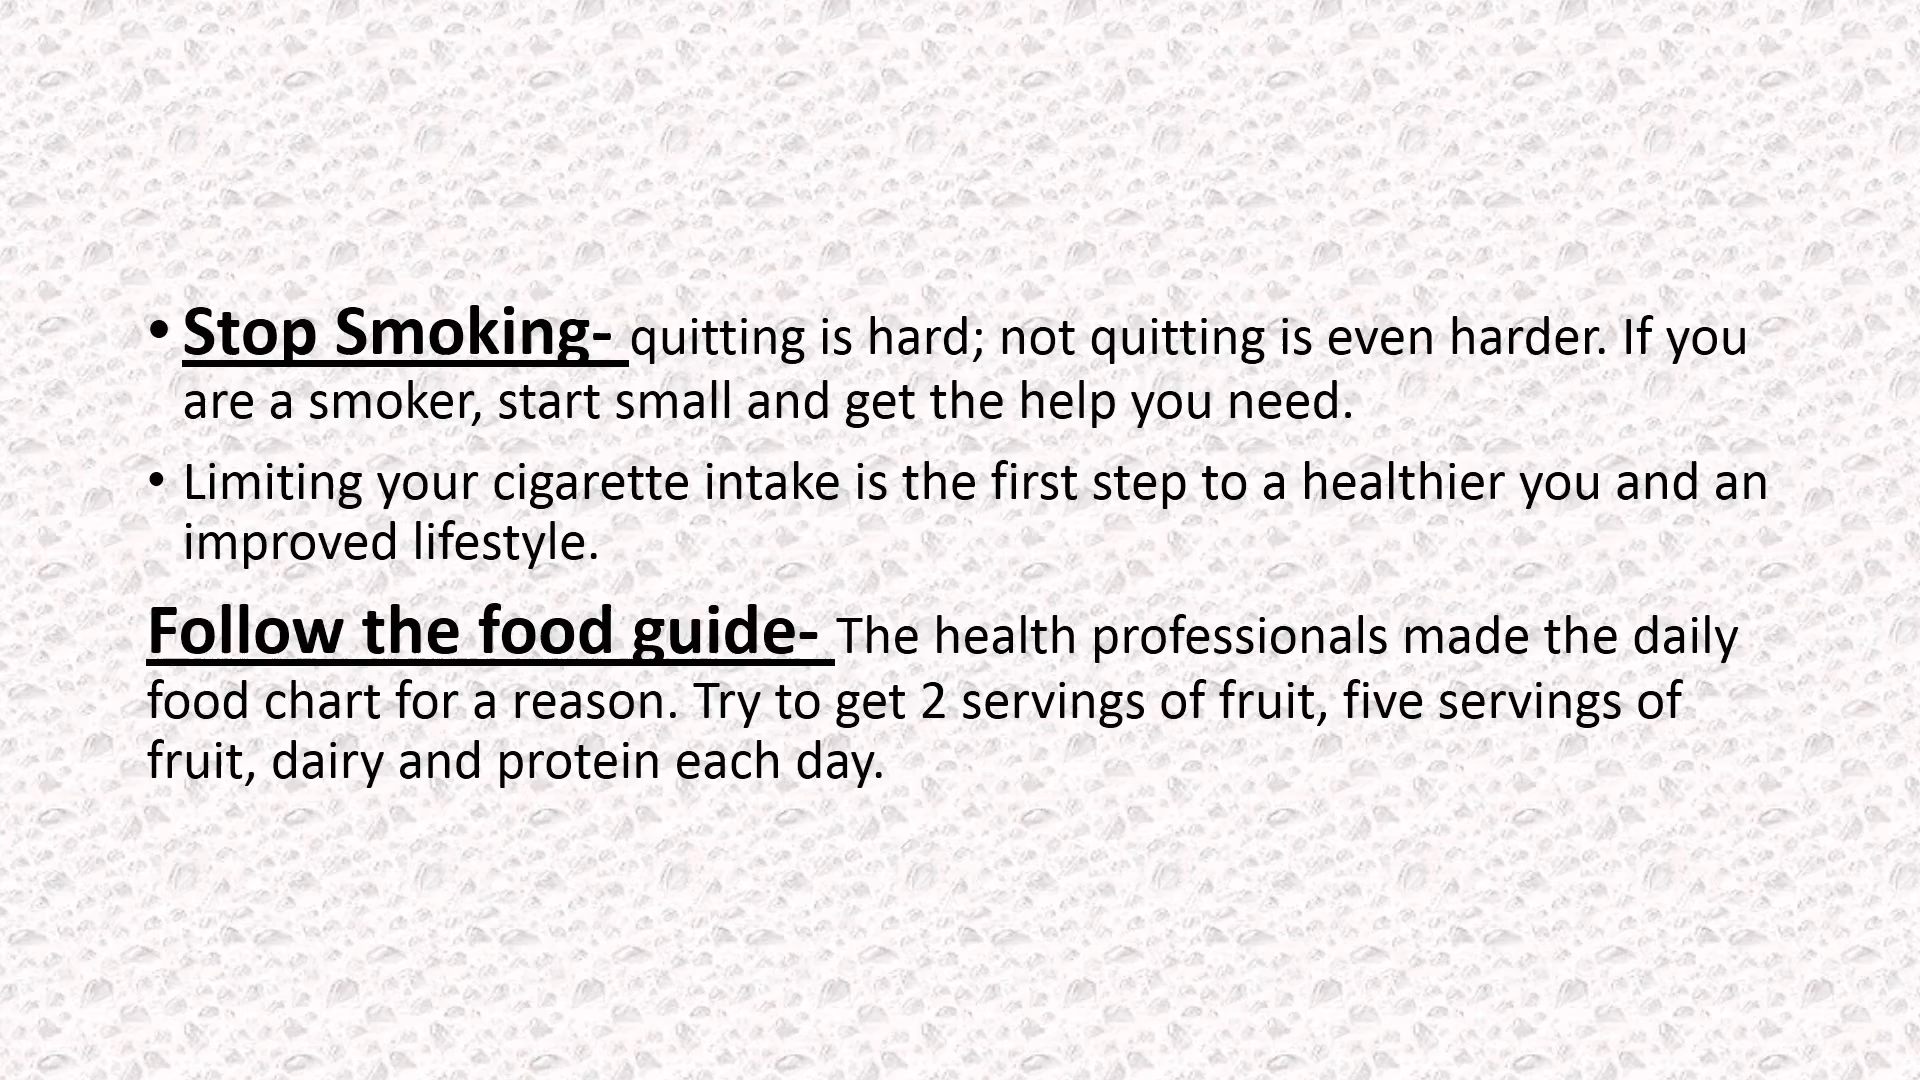 • Stop Smoking- quitting is hard; not quitting is even harder. If you
are a smoker, start small and get the help you need.
• Limiting your cigarette intake is the first step to a healthier you and an
improved lifestyle.
Follow the food guide- The health professionals made the daily
food chart for a reason. Try to get 2 servings of fruit, five servings of
fruit, dairy and protein each day.